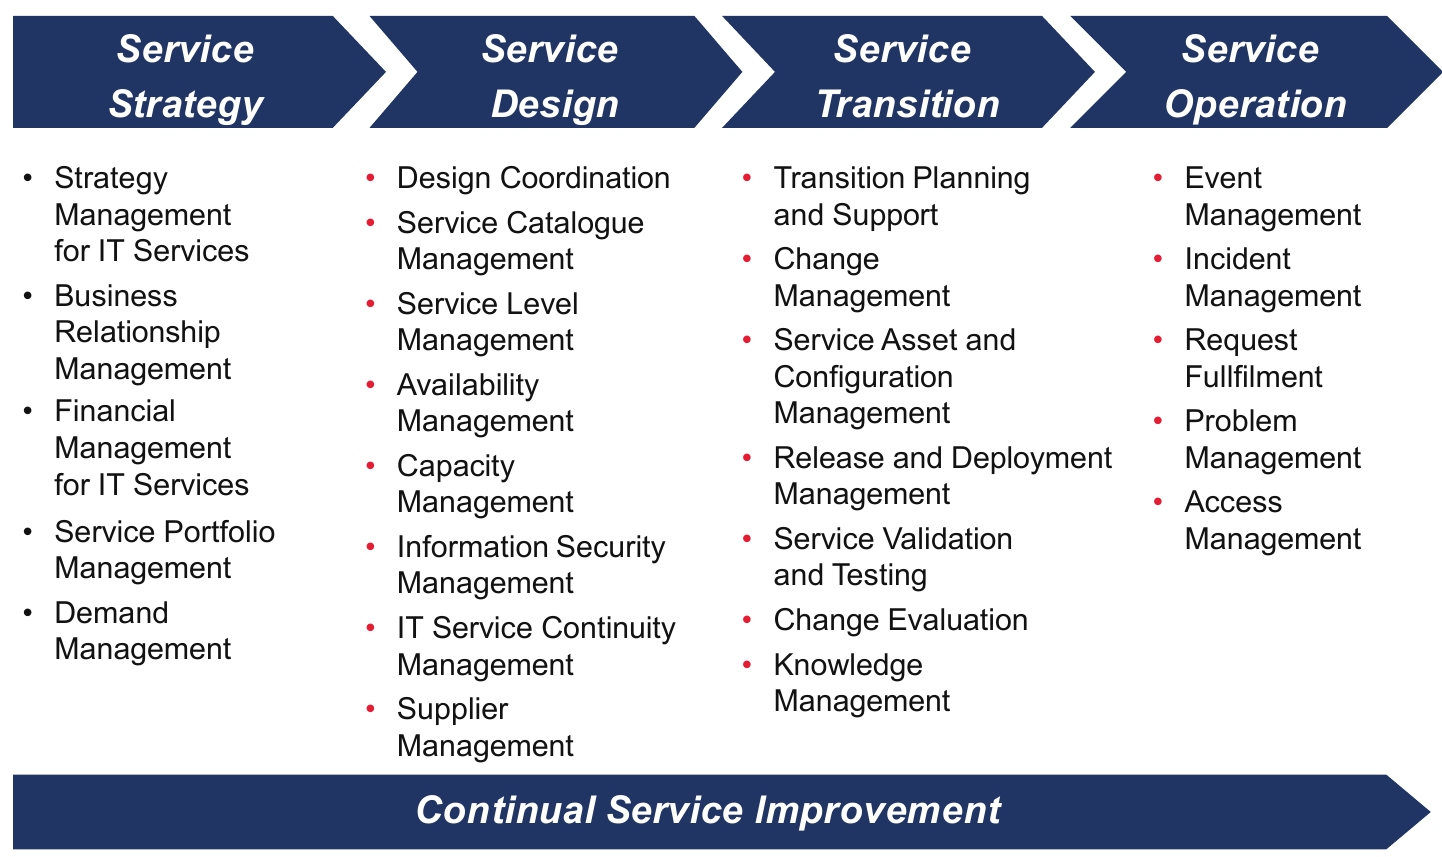 Service
Strategy
Service
Design
Service
Transition
Service
Operation
• Strategy
Management
for IT Services
• Business
Relationship
Management
• Financial
Management
for IT Services
• Service Portfolio
Management
• Demand
Management
• Design Coordination
• Service Catalogue
Management
• Service Level
Management
• Availability
Management
• Capacity
Management
• Information Security
Management
• IT Service Continuity
Management
• Supplier
Management
• Transition Planning
and Support
• Change
Management
• Service Asset and
Configuration
Management
• Release and Deployment
Management
• Service Validation
and Testing
• Change Evaluation
• Knowledge
Management
• Event
Management
• Incident
Management
• Request
Fullfilment
• Problem
Management
• Access
Management
Continual Service Improvement